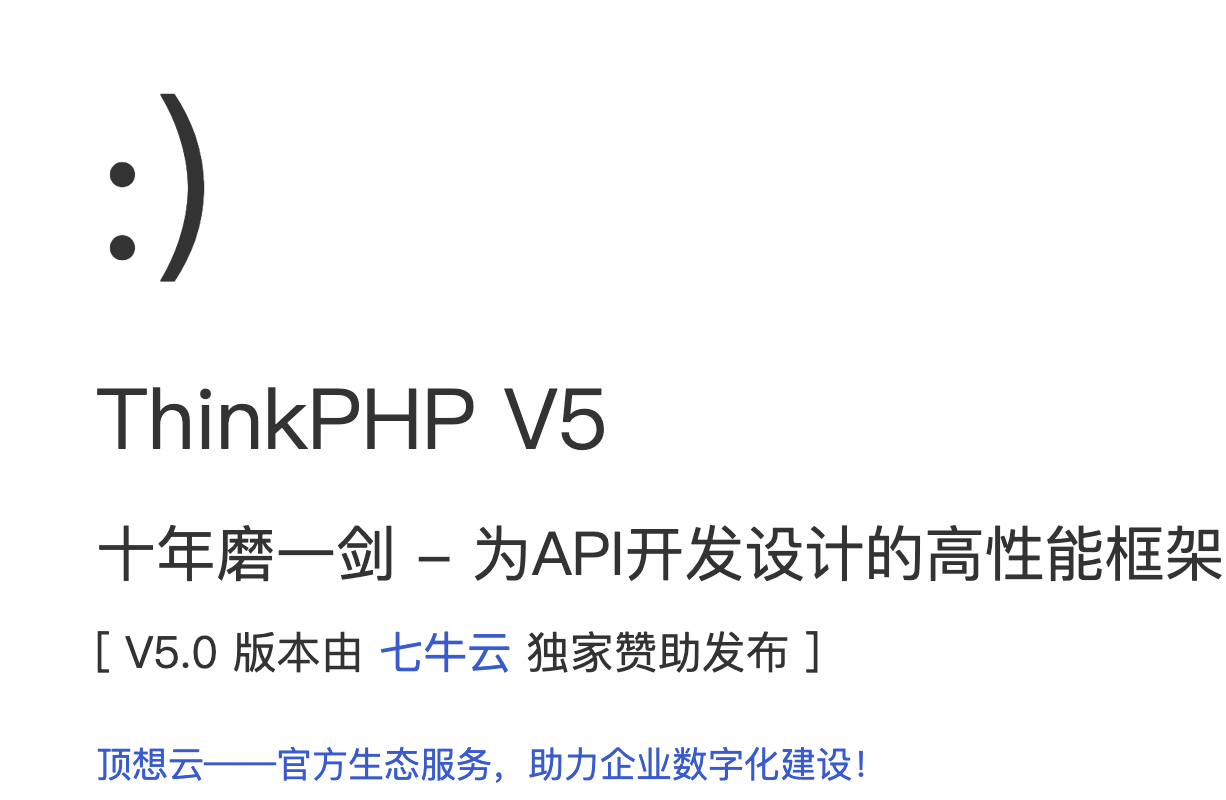 :)
ThinkPHP V5
十年磨一剑 - 为API开发设计的高性能框架
[ V5.0 版本由 七牛云 独家赞助发布 ]
顶想云——官方生态服务，助力企业数字化建设！